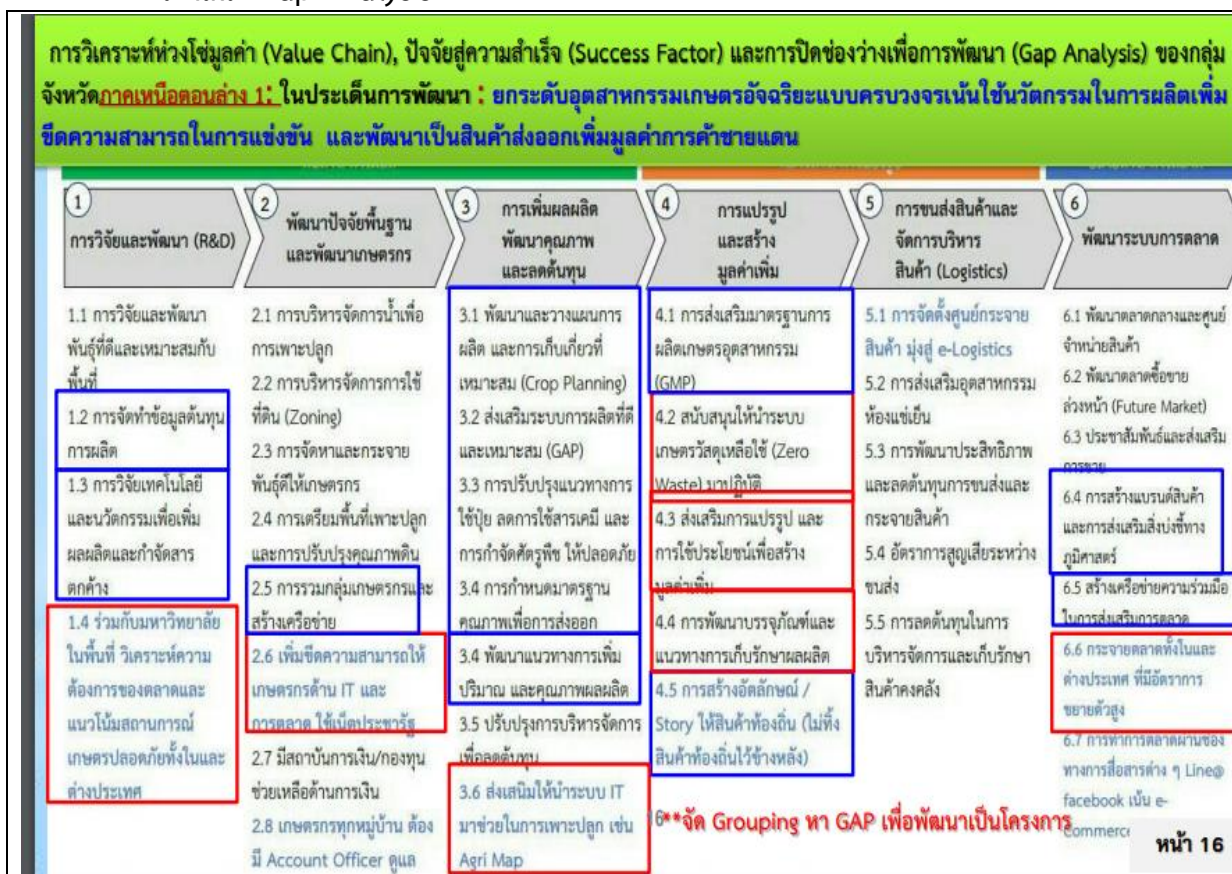 การวิเคราะห์ห่วงโซ่มูลค่า (Value Chain), ปัจจัยสู่ความสำเร็จ (Success Factor) และการปิดช่องว่างเพื่อการพัฒนา (Gap Analysis) ของกลุ่ม
จังหวัดภาคเหนือตอนล่าง 1: ในประเด็นการพัฒนา : ยกระดับอุตสาหกรรมเกษตรอัจฉริยะแบบครบวงจรเน้นใช้นวัตกรรมในการผลิตเพิ่ม
ขีดความสามารถในการแข่งขัน และพัฒนาเป็นสินค้าส่งออกเพิ่มมูลค่าการค้าชายแดน
1
การวิจัยและพัฒนา (R&D)
2
พัฒนาปัจจัยพื้นฐาน
และพัฒนาเกษตรกร
3
การเพิ่มผลผลิต
พัฒนาคุณภาพ
และลดต้นทุน
4
การแปรรูป
และสร้าง
มูลค่าเพิ่ม
5
การขนส่งสินค้าและ
จัดการบริหาร
สินค้า (Logistics)
6
พัฒนาระบบการตลาด
1.1 การวิจัยและพัฒนา
พันธุ์ที่ดีและเหมาะสมกับ
พื้นที่
1.2 การจัดทำข้อมูลต้นทุน
การผลิต
1.3 การวิจัยเทคโนโลยี
และนวัตกรรมเพื่อเพิ่ม
ผลผลิตและกำจัดสาร
ตกค้าง
1.4 ร่วมกับมหาวิทยาลัย
ในพื้นที่ วิเคราะห์ความ
ต้องการของตลาดและ
แนวโน้มสถานการณ์
เกษตรปลอดภัยทั้งในและ
ต่างประเทศ
2.1 การบริหารจัดการน้ำเพื่อ
การเพาะปลูก
2.2 การบริหารจัดการการใช้
ที่ดิน (Zoning)
2.3 การจัดหาและกระจาย
พันธุ์ดีให้เกษตรกร
2.4 การเตรียมพื้นที่เพาะปลูก
และการปรับปรุงคุณภาพดิน
2.5 การรวมกลุ่มเกษตรกรและ
สร้างเครือข่าย
2.6 เพิ่มขีดความสามารถให้
เกษตรกรด้าน IT และ
การตลาด ใช้เน็ตประชารัฐ
2.7 มีสถาบันการเงิน/กองทุน
ช่วยเหลือด้านการเงิน
2.8 เกษตรกรทุกหมู่บ้าน ต้อง
มี Account Officer ดูแล
3.1 พัฒนาและวางแผนการ
ผลิต และการเก็บเกี่ยวที่
เหมาะสม (Crop Planning)
3.2 ส่งเสริมระบบการผลิตที่ดี
และเหมาะสม (GAP)
3.3 การปรับปรุงแนวทางการ
ใช้ปุ๋ย ลดการใช้สารเคมี และ
การกำจัดศัตรูพืช ให้ปลอดภัย
3.4 การกำหนดมาตรฐาน
คุณภาพเพื่อการส่งออก
3.4 พัฒนาแนวทางการเพิ่ม
ปริมาณ และคุณภาพผลผลิต
3.5 ปรับปรุงการบริหารจัดการ
เพื่อลดต้นทุน
3.6 ส่งเสนิมให้นำระบบ IT
มาช่วยในการเพาะปลูก เช่น
Agri Map
4.1 การส่งเสริมมาตรฐานการ
ผลิตเกษตรอุตสาหกรรม
(GMP)
4.2 สนับสนุนให้นำระบบ
เกษตรวัสดุเหลือใช้ (Zero
Waste) มาปฏิบัติ
4.3 ส่งเสริมการแปรรูป และ
การใช้ประโยชน์เพื่อสร้าง
มูลค่าเพิ่ม
4.4 การพัฒนาบรรจุภัณฑ์และ
แนวทางการเก็บรักษาผลผลิต
4.5 การสร้างอัตลักษณ์ /
Story ให้สินค้าท้องถิ่น (ไม่ทิ้ง
สินค้าท้องถิ่นไว้ข้างหลัง)
5.1 การจัดตั้งศูนย์กระจาย
สินค้า มุ่งสู่ e-Logistics
5.2 การส่งเสริมอุตสาหกรรม
ห้องแช่เย็น
5.3 การพัฒนาประสิทธิภาพ
และลดต้นทุนการขนส่งและ
กระจายสินค้า
5.4 อัตราการสูญเสียระหว่าง
ขนส่ง
5.5 การลดต้นทุนในการ
บริหารจัดการและเก็บรักษา
สินค้าคงคลัง
6.1 พัฒนาตลาดกลางและศูนย์
จำหน่ายสินค้า
6.2 พัฒนาตลาดซื้อขาย
ล่วงหน้า (Future Market)
6.3 ประชาสัมพันธ์และส่งเสริม
การขาย
6.4 การสร้างแบรนด์สินค้า
และการส่งเสริมสิ่งบ่งชี้ทาง
ภูมิศาสตร์
6.5 สร้างเครือข่ายความร่วมมือ
ในการส่งเสริมการตลาด
6.6 กระจายตลาดทั้งในและ
ต่างประเทศ ที่มีอัตราการ
ขยายตัวสูง
6.7 การทำการตลาดผ่านช่อง
ทางการสื่อสารต่าง ๆ Line@
facebook เน้น e-
Commerce
16
**จัด Grouping หา GAP เพื่อพัฒนาเป็นโครงการ
หน้า 16